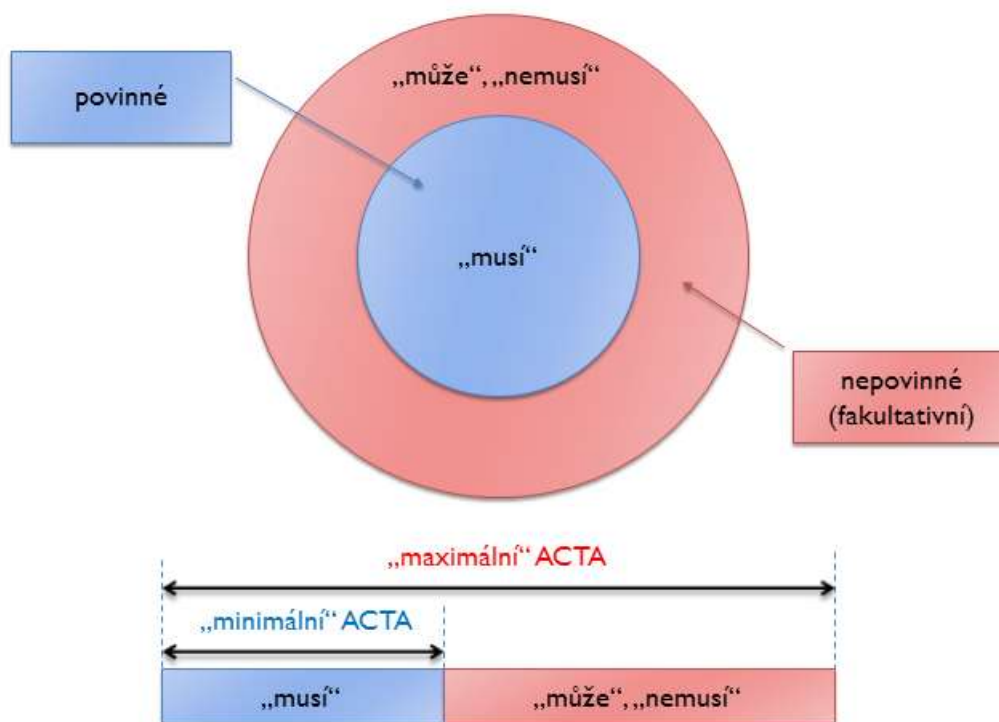 „může“, „nemusí“
povinné
„musí“
nepovinné
(fakultativní)
„maximální“ ACTA
„minimální“ ACTA
„musí“
„může“, „nemusí“